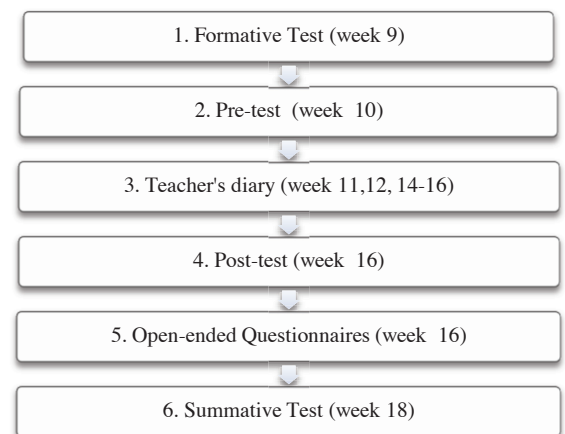 1. Formative Test (week 9)
2. Pre-test (week 10)
3. Teacher's diary (week 11,12, 14-16)
4. Post-test (week 16)
5. Open-ended Questionnaires (week 16)
6. Summative Test (week 18)